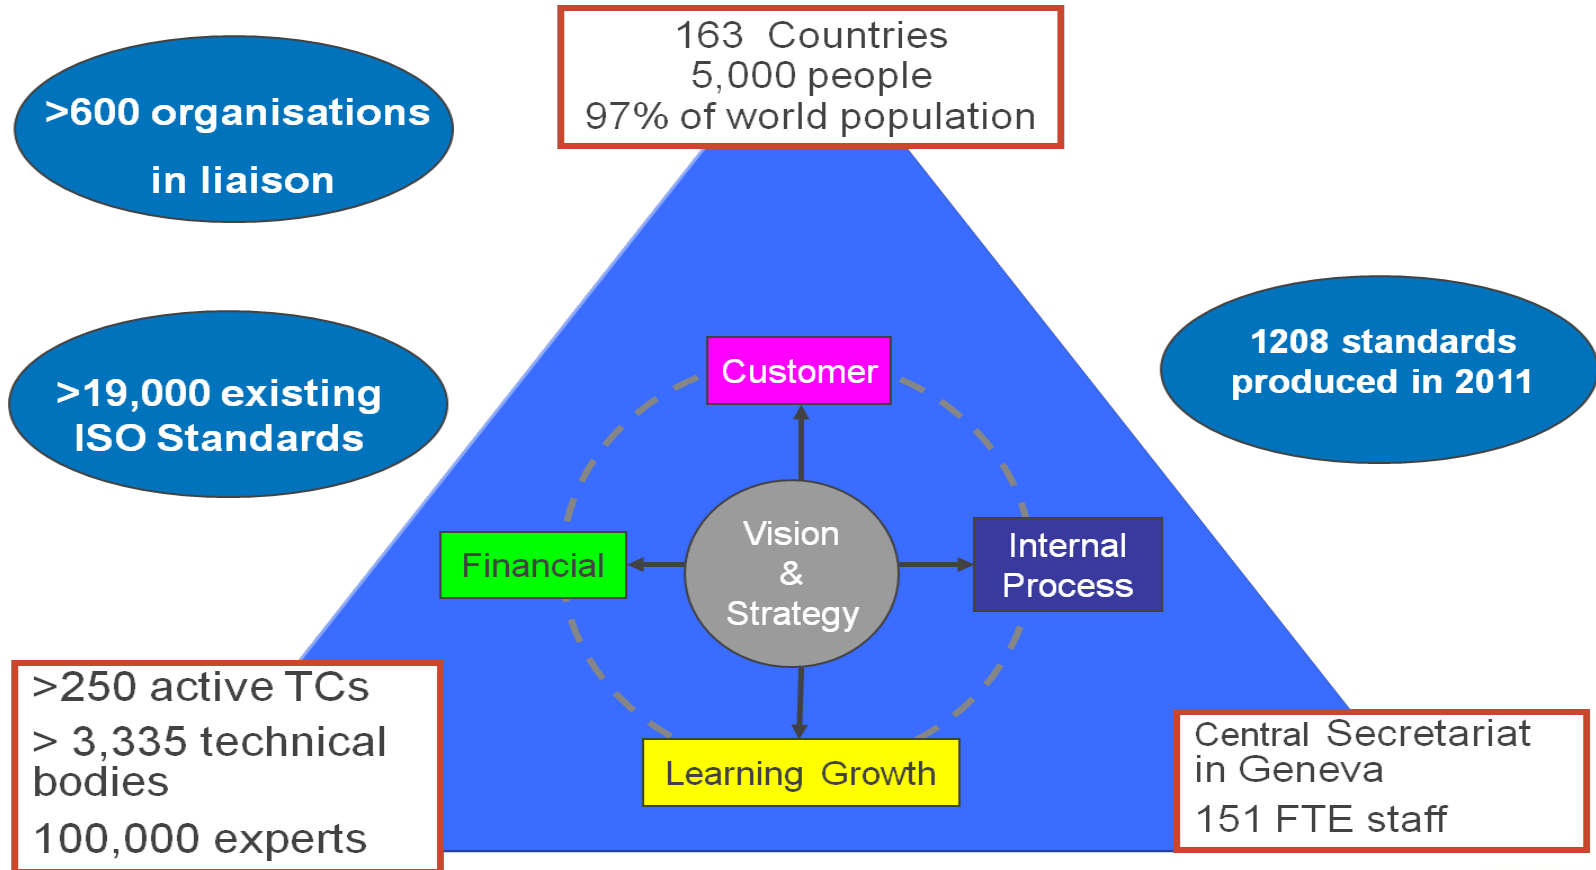 163 Countries
5,000 people
97% of world population
>600 organisations
in liaison
>19,000 existing
ISO Standards
1208 standards
produced in 2011
Customer
Financial
Vision
&
Strategy
Internal
Process
Learning Growth
>250 active TCs
> 3,335 technical
bodies
100,000 experts
Central Secretariat
in Geneva
151 FTE staff